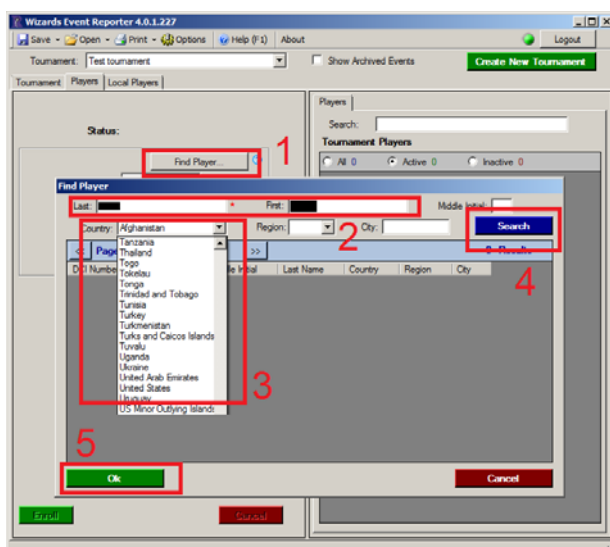 Wizards Event Reporter 4.0.1.227
Save Open Print Options Help (F1) About Logout
Tournament: Test tournament Show Archived Events Create New Tournament
Tournament Players Local Players
Players
Status: Search:
Tournament Players
Find Player... 1 All 0 Active 0 Inactive 0
Find Player
Last: * First: Middle Initial:
Country: Afghanistan Region: 2 City: Search
<< Page >> Results
4
Last Name Country Region City
Tanzania
Thailand
Togo
Tokelau
Tonga
Trinidad and Tobago
Tunisia
Turkey
Turkmenistan
Turks and Caicos Islands
Tuvalu
Uganda
Ukraine
United Arab Emirates
United States
Uruguay
US Minor Outlying Islands
3
5
Ok Cancel
Enroll Cancel